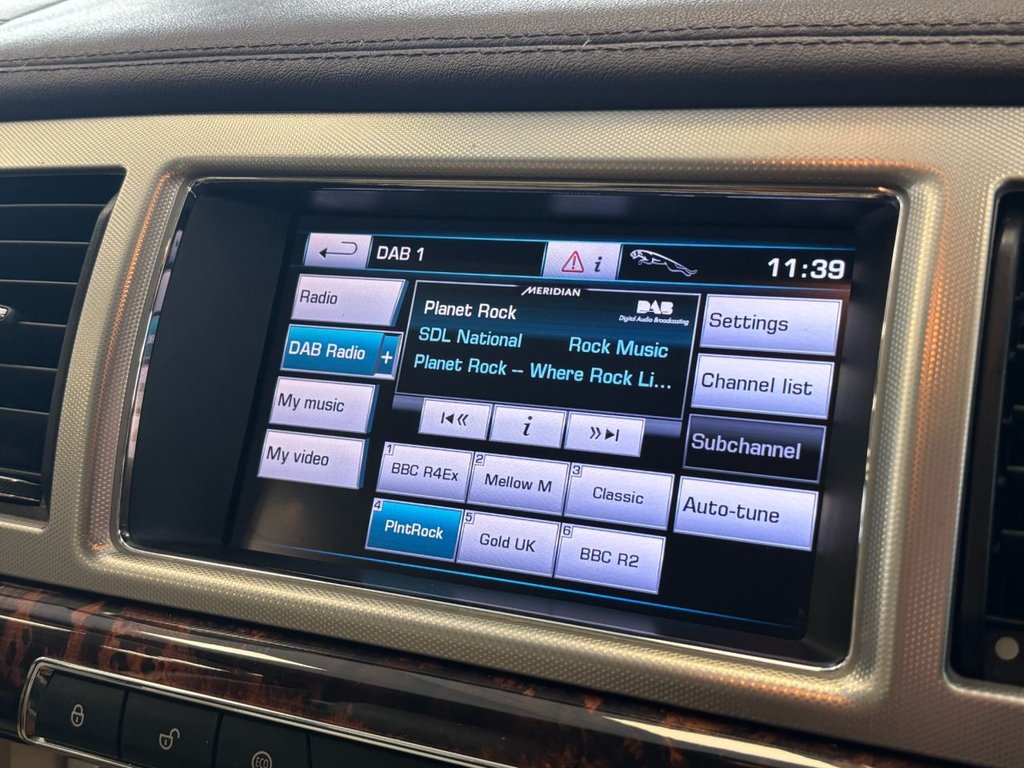 DAB 1
i
11:39
Radio
DAB Radio +
My music
My video
MERIDIAN
Planet Rock
DAB
Digital Audio Broadcasting
SDL National Rock Music
Planet Rock – Where Rock Li...
i
Settings
Channel list
Subchannel
Auto-tune
1 BBC R4Ex
2 Mellow M
3 Classic
4 PlntRock
5 Gold UK
6 BBC R2
ECO